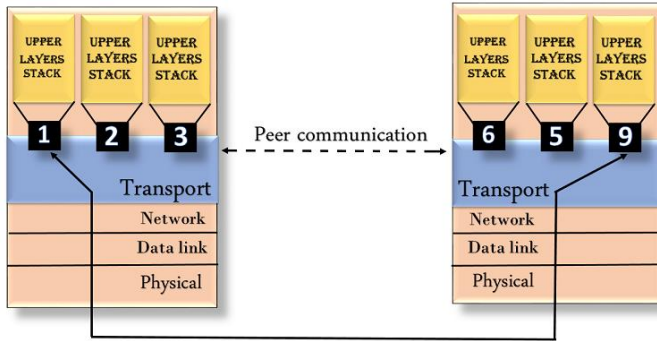 UPPER
LAYERS
STACK
UPPER
LAYERS
STACK
UPPER
LAYERS
STACK
1
2
3
Transport
Network
Data link
Physical
Peer communication
UPPER
LAYERS
STACK
UPPER
LAYERS
STACK
UPPER
LAYERS
STACK
6
5
9
Transport
Network
Data link
Physical